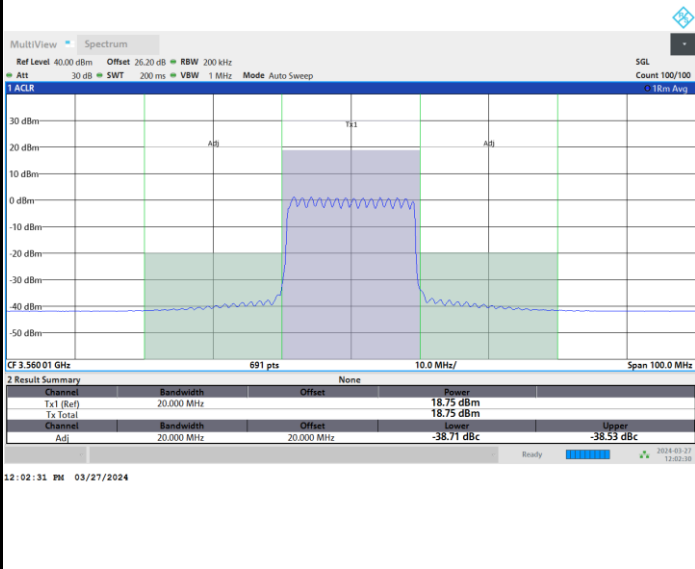 MultiView Spectrum
Ref Level 40.00 dBm Offset 26.20 dB RBW 200 kHz SGL
Att 30 dB SWT 200 ms VBW 1 MHz Mode Auto Sweep Count 100/100
1 ACLR 1Rm Avg
30 dBm
Tx1
20 dBm
Adj Adj
10 dBm
0 dBm
-10 dBm
-20 dBm
-30 dBm
-40 dBm
-50 dBm
CF 3.560 01 GHz 691 pts 10.0 MHz/ Span 100.0 MHz
2 Result Summary None
Channel Bandwidth Offset Power
Tx1 (Ref) 20.000 MHz 18.75 dBm
Tx Total 18.75 dBm
Channel Bandwidth Offset Lower Upper
Adj 20.000 MHz 20.000 MHz -38.71 dBc -38.53 dBc
Ready 2024-03-27
12:02:30
12:02:31 PM 03/27/2024